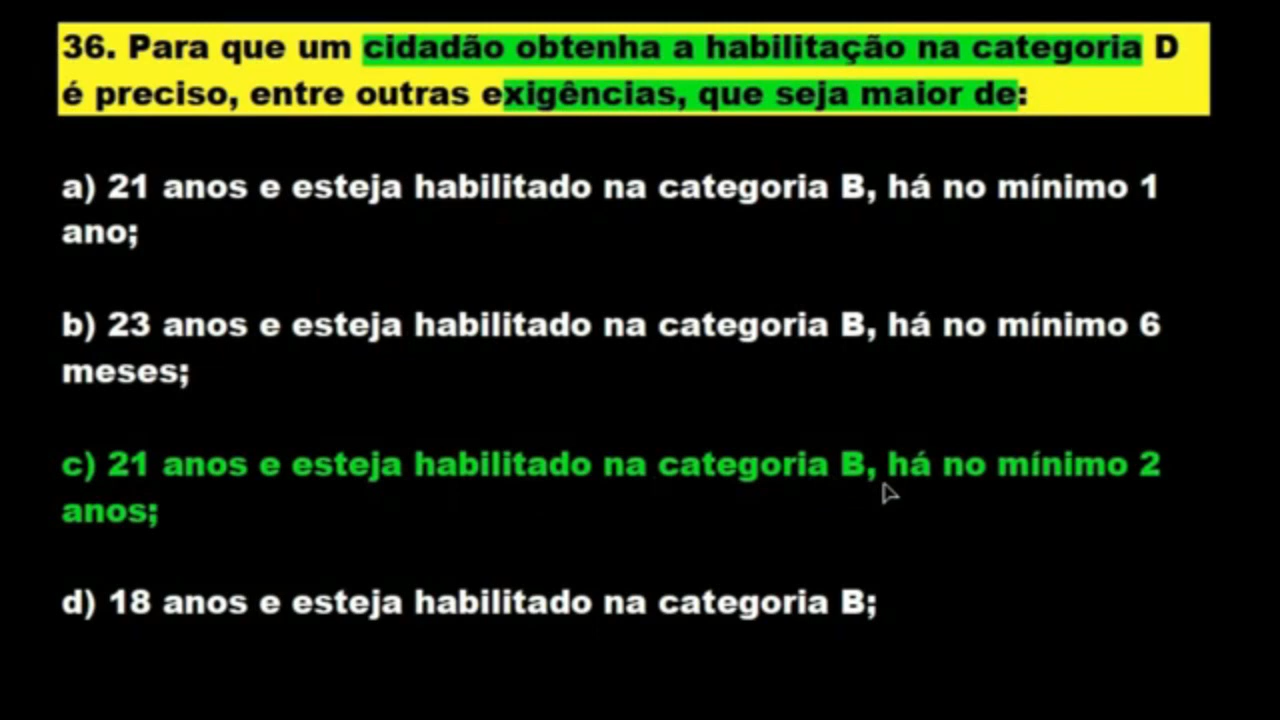 36. Para que um cidadão obtenha a habilitação na categoria D
é preciso, entre outras exigências, que seja maior de:
a) 21 anos e esteja habilitado na categoria B, há no mínimo 1
ano;
b) 23 anos e esteja habilitado na categoria B, há no mínimo 6
meses;
c) 21 anos e esteja habilitado na categoria B, há no mínimo 2
anos;
d) 18 anos e esteja habilitado na categoria B;